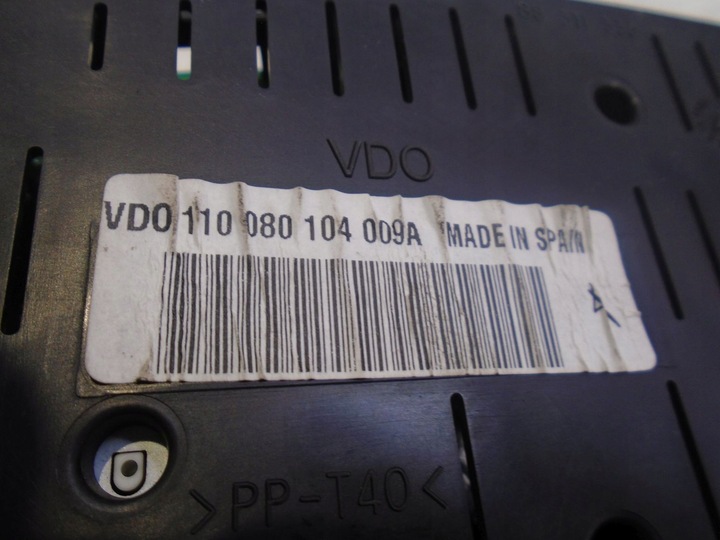 VDO
VDO 110 080 104 009A MADE IN SPAIN
A
>PP-T40<